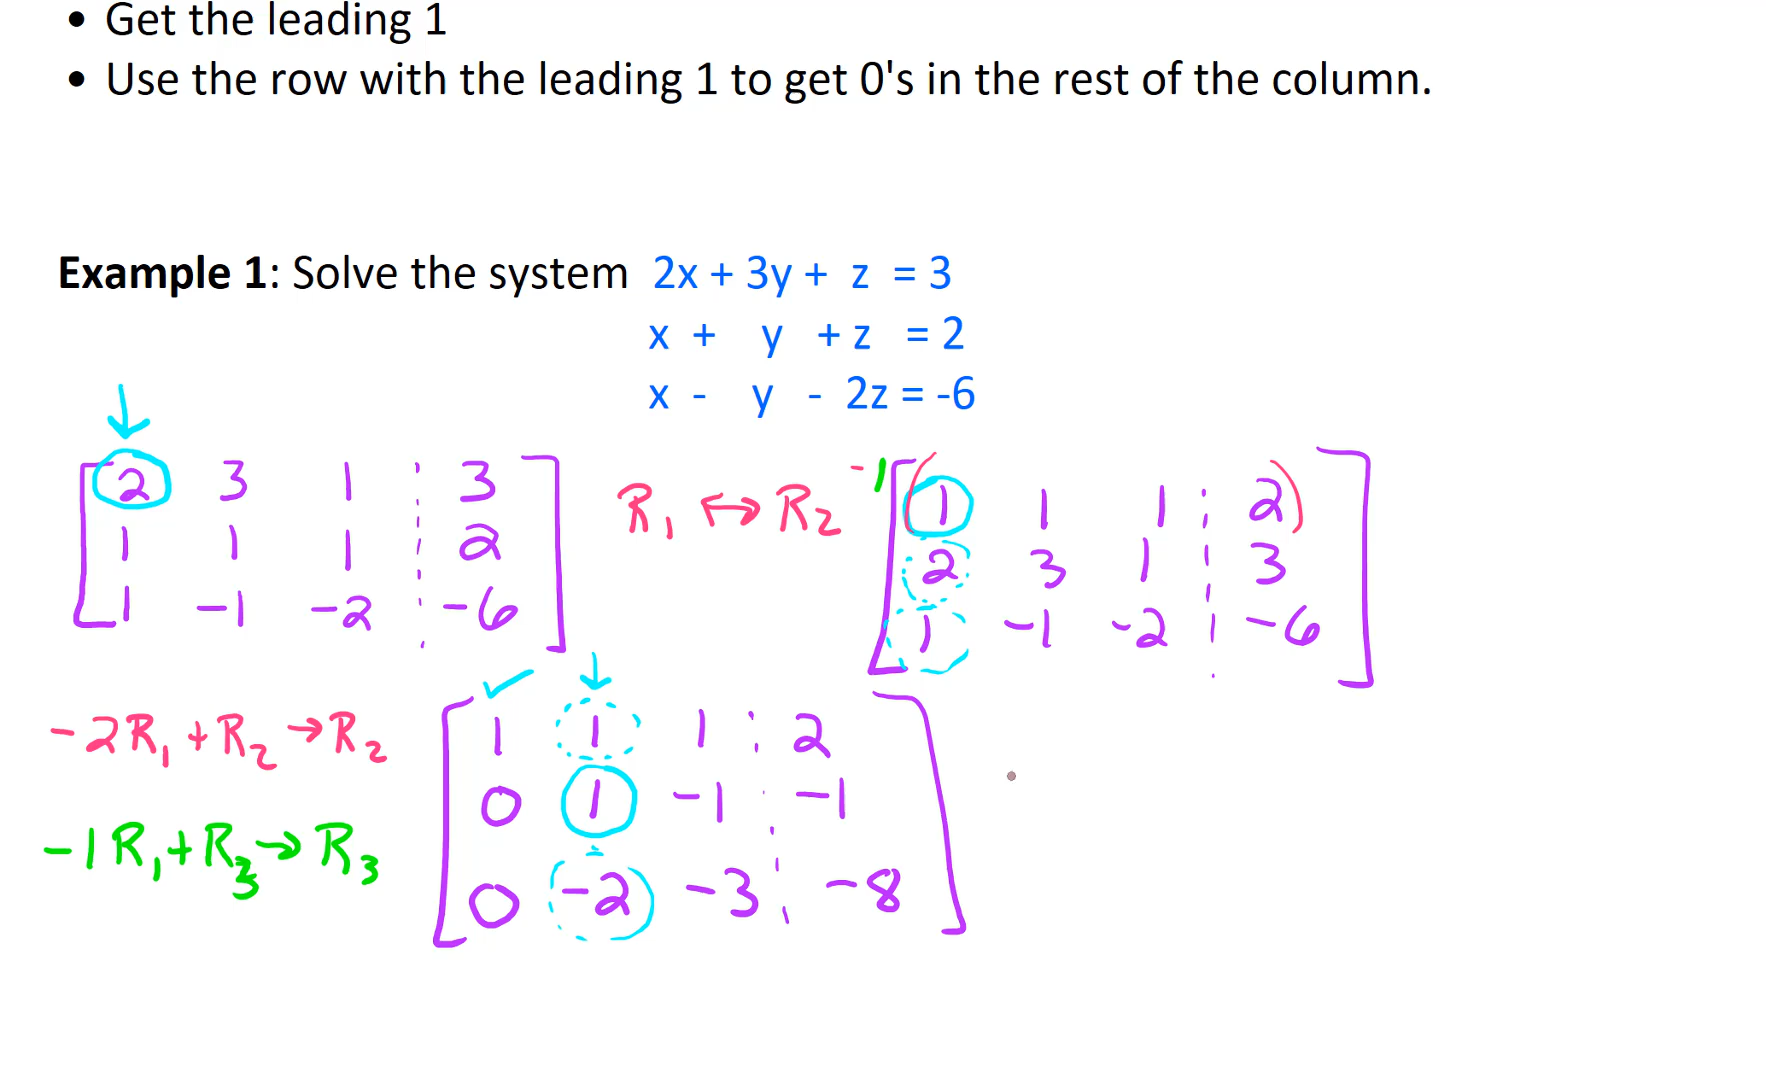 • Get the leading 1
• Use the row with the leading 1 to get 0's in the rest of the column.
Example 1: Solve the system 2x + 3y + z = 3
x + y + z = 2
x - y - 2z = -6
2 3 1 3
1 1 1 2
1 -1 -2 -6
R₁ ↔ R₂
-1
1 1 1 2
2 3 1 3
1 -1 -2 -6
-2R₁ + R₂ → R₂
-1R₁ + R₃ → R₃
1 1 1 2
0 1 -1 -1
0 -2 -3 -8